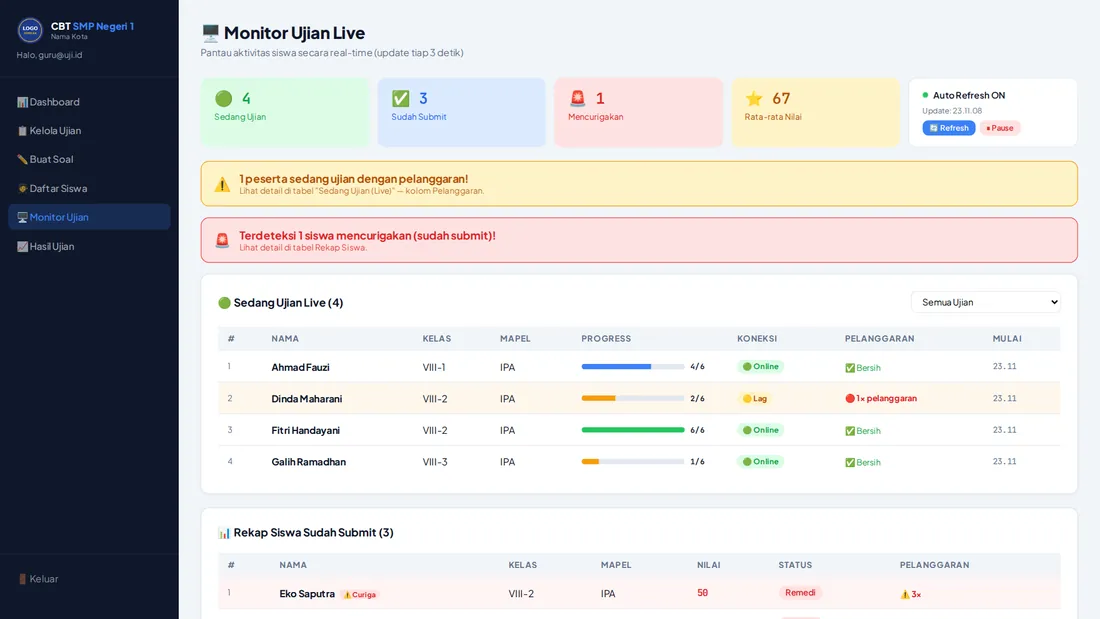 LOGO
CBT SMP Negeri 1
Nama Kota
Halo, guru@uji.id
Dashboard
Kelola Ujian
Buat Soal
Daftar Siswa
Monitor Ujian
Hasil Ujian
Keluar
Monitor Ujian Live
Pantau aktivitas siswa secara real-time (update tiap 3 detik)
4
Sedang Ujian
3
Sudah Submit
1
Mencurigakan
67
Rata-rata Nilai
Auto Refresh ON
Update: 23.11.08
Refresh Pause
1 peserta sedang ujian dengan pelanggaran!
Lihat detail di tabel "Sedang Ujian (Live)" — kolom Pelanggaran.
Terdeteksi 1 siswa mencurigakan (sudah submit)!
Lihat detail di tabel Rekap Siswa.
Sedang Ujian Live (4) Semua Ujian
# NAMA KELAS MAPEL PROGRESS KONEKSI PELANGGARAN MULAI
1 Ahmad Fauzi VIII-1 IPA 4/6 Online Bersih 23.11
2 Dinda Maharani VIII-2 IPA 2/6 Lag 1× pelanggaran 23.11
3 Fitri Handayani VIII-2 IPA 6/6 Online Bersih 23.11
4 Galih Ramadhan VIII-3 IPA 1/6 Online Bersih 23.11
Rekap Siswa Sudah Submit (3)
# NAMA KELAS MAPEL NILAI STATUS PELANGGARAN
1 Eko Saputra Curiga VIII-2 IPA 50 Remedi 3×